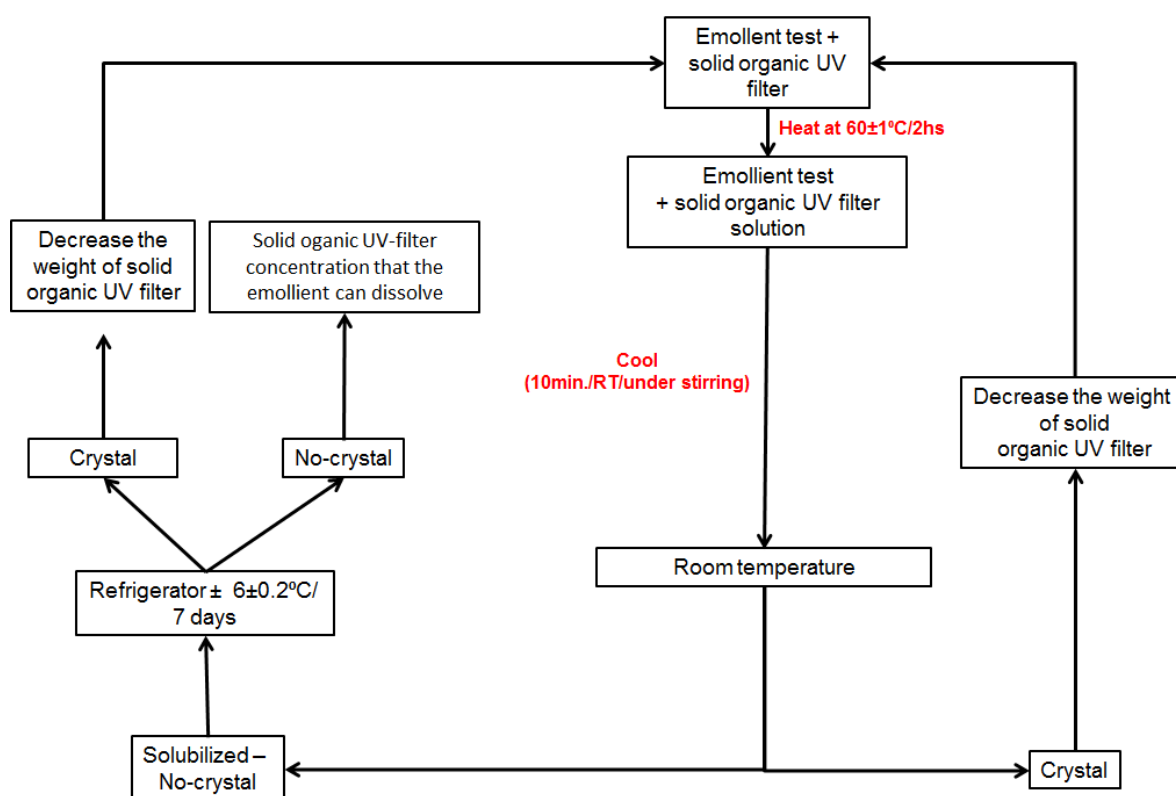 Emollent test +
solid organic UV
filter
Heat at 60±1ºC/2hs
Emollient test
+ solid organic UV filter
solution
Decrease the
weight of solid
organic UV filter
Solid oganic UV-filter
concentration that the
emollient can dissolve
Cool
(10min./RT/under stirring)
Decrease the weight
of solid
organic UV filter
Crystal
No-crystal
Room temperature
Refrigerator ± 6±0.2ºC/
7 days
Solubilized –
No-crystal
Crystal